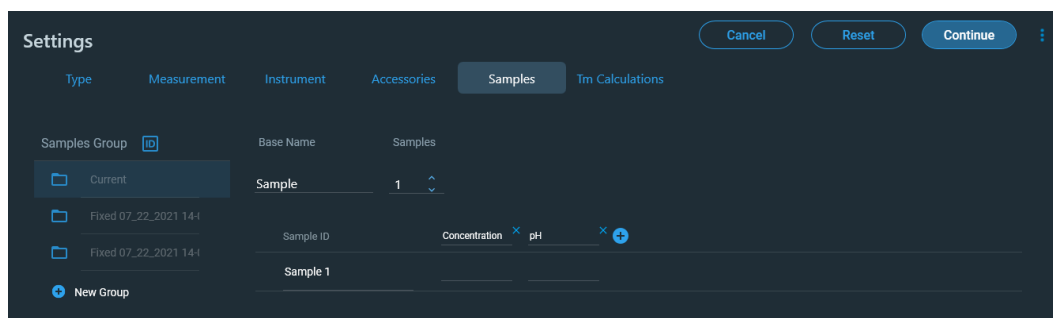 Settings
Cancel
Reset
Continue
Type
Measurement
Instrument
Accessories
Samples
Tm Calculations
Samples Group
ID
Base Name
Samples
Current
Sample
1
Fixed 07_22_2021 14-
Sample ID
Concentration
pH
Fixed 07_22_2021 14-
Sample 1
New Group